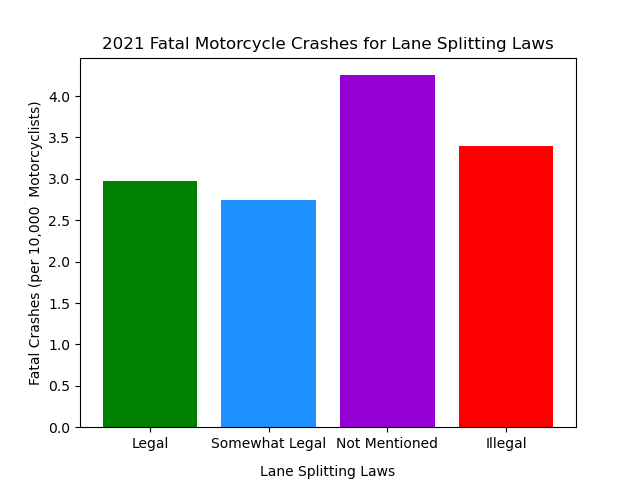 2021 Fatal Motorcycle Crashes for Lane Splitting Laws
Fatal Crashes (per 10,000  Motorcyclists)
4.0
3.5
3.0
2.5
2.0
1.5
1.0
0.5
0.0
Legal
Somewhat Legal
Not Mentioned
Illegal
Lane Splitting Laws